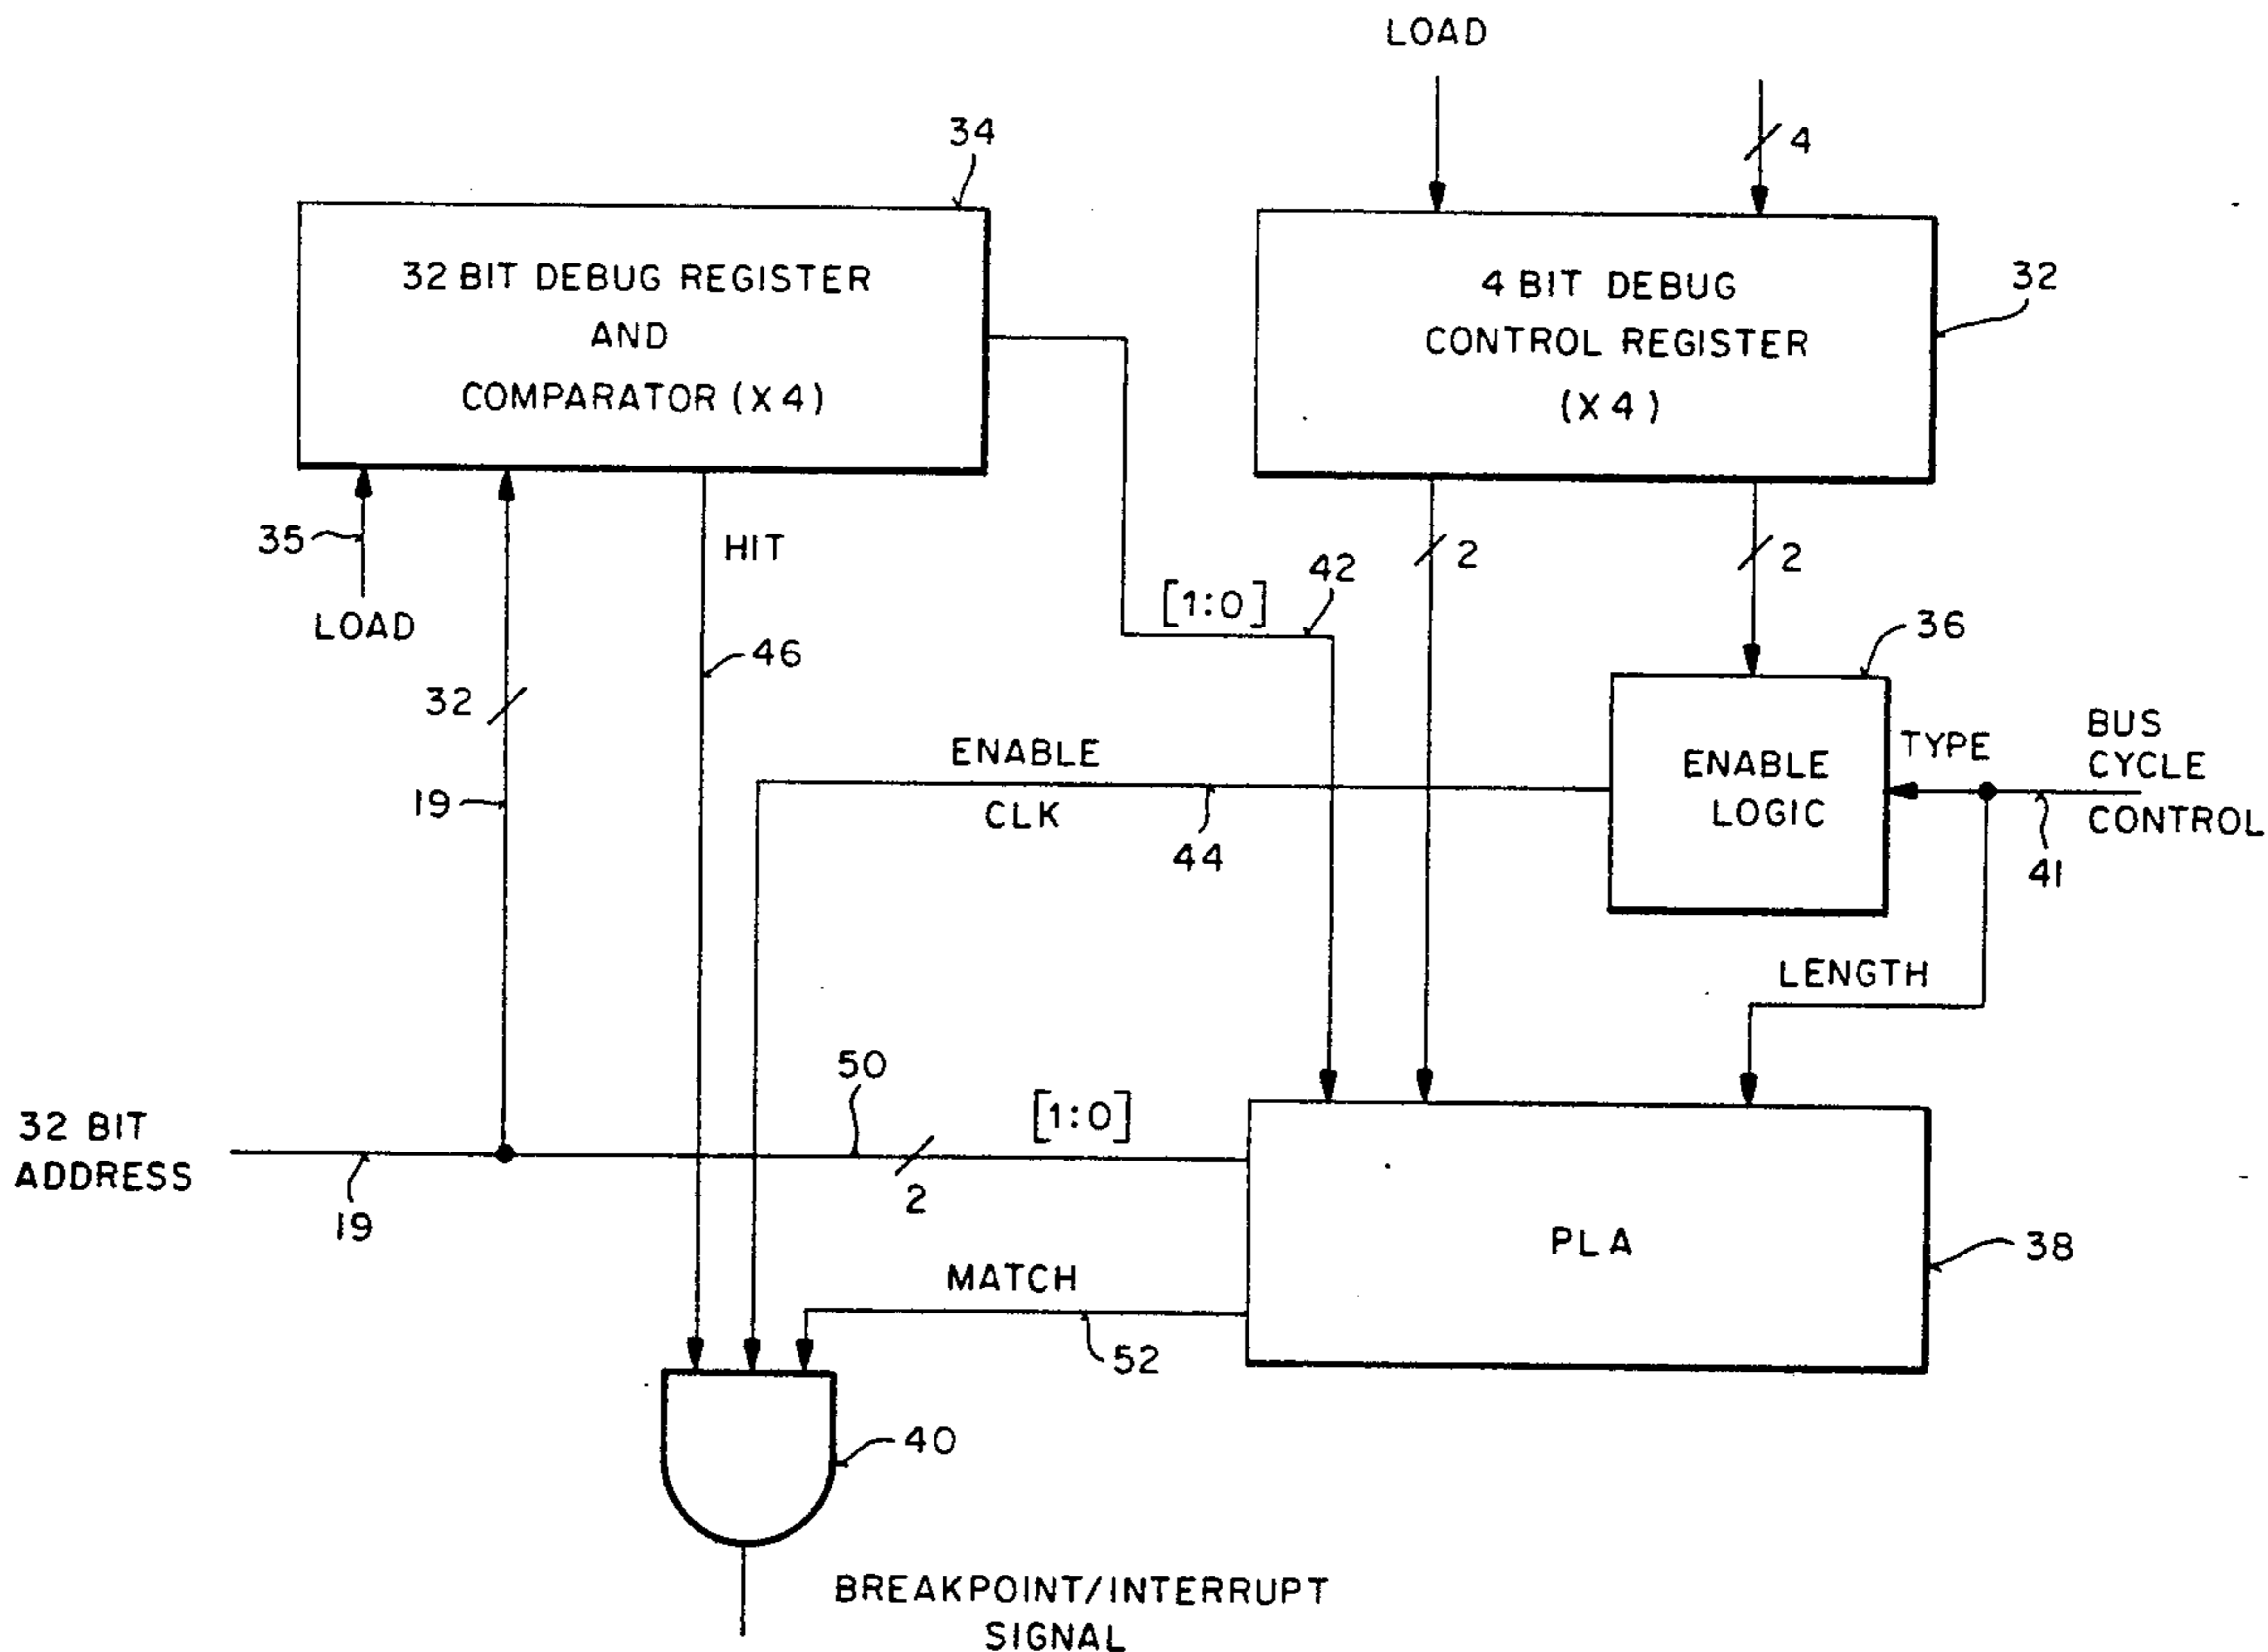 LOAD
34
4
32 BIT DEBUG REGISTER
AND
COMPARATOR (X4)
4 BIT DEBUG
CONTROL REGISTER
(X4)
32
35
LOAD
HIT
46
[1:0]
42
2
2
36
32
19
ENABLE
CLK
44
ENABLE
LOGIC
TYPE
BUS
CYCLE
CONTROL
41
LENGTH
32 BIT
ADDRESS
19
50
2
[1:0]
MATCH
52
PLA
38
40
BREAKPOINT/INTERRUPT
SIGNAL